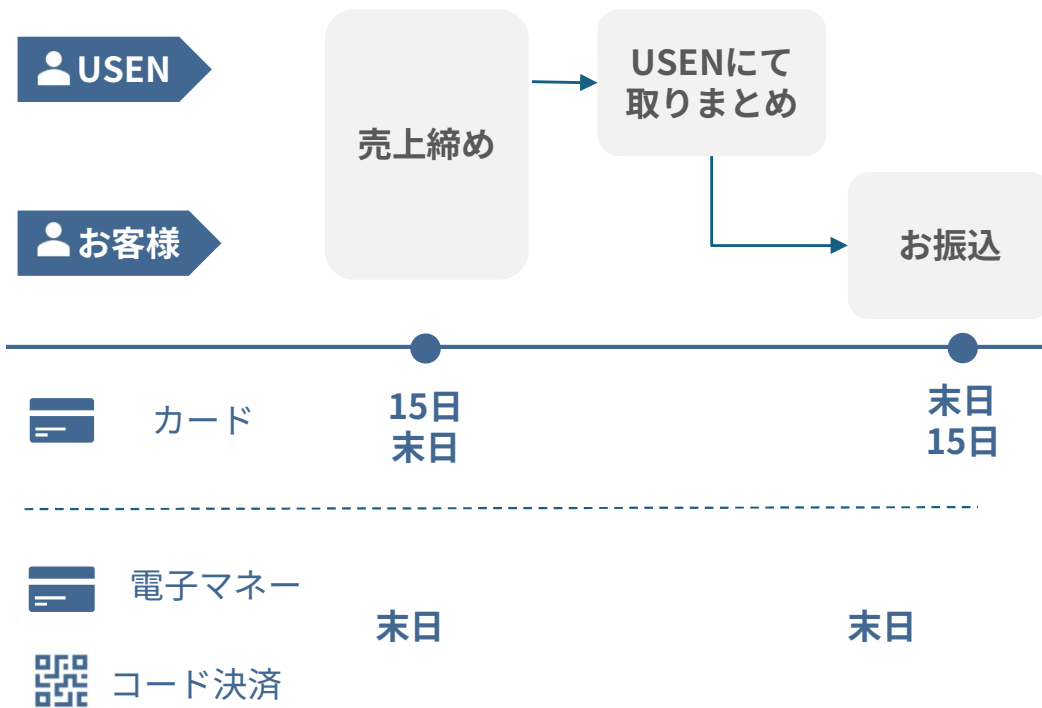 USEN
売上締め
USENにて
取りまとめ
お客様
お振込
カード
15日
末日
末日
15日
電子マネー
末日
末日
コード決済